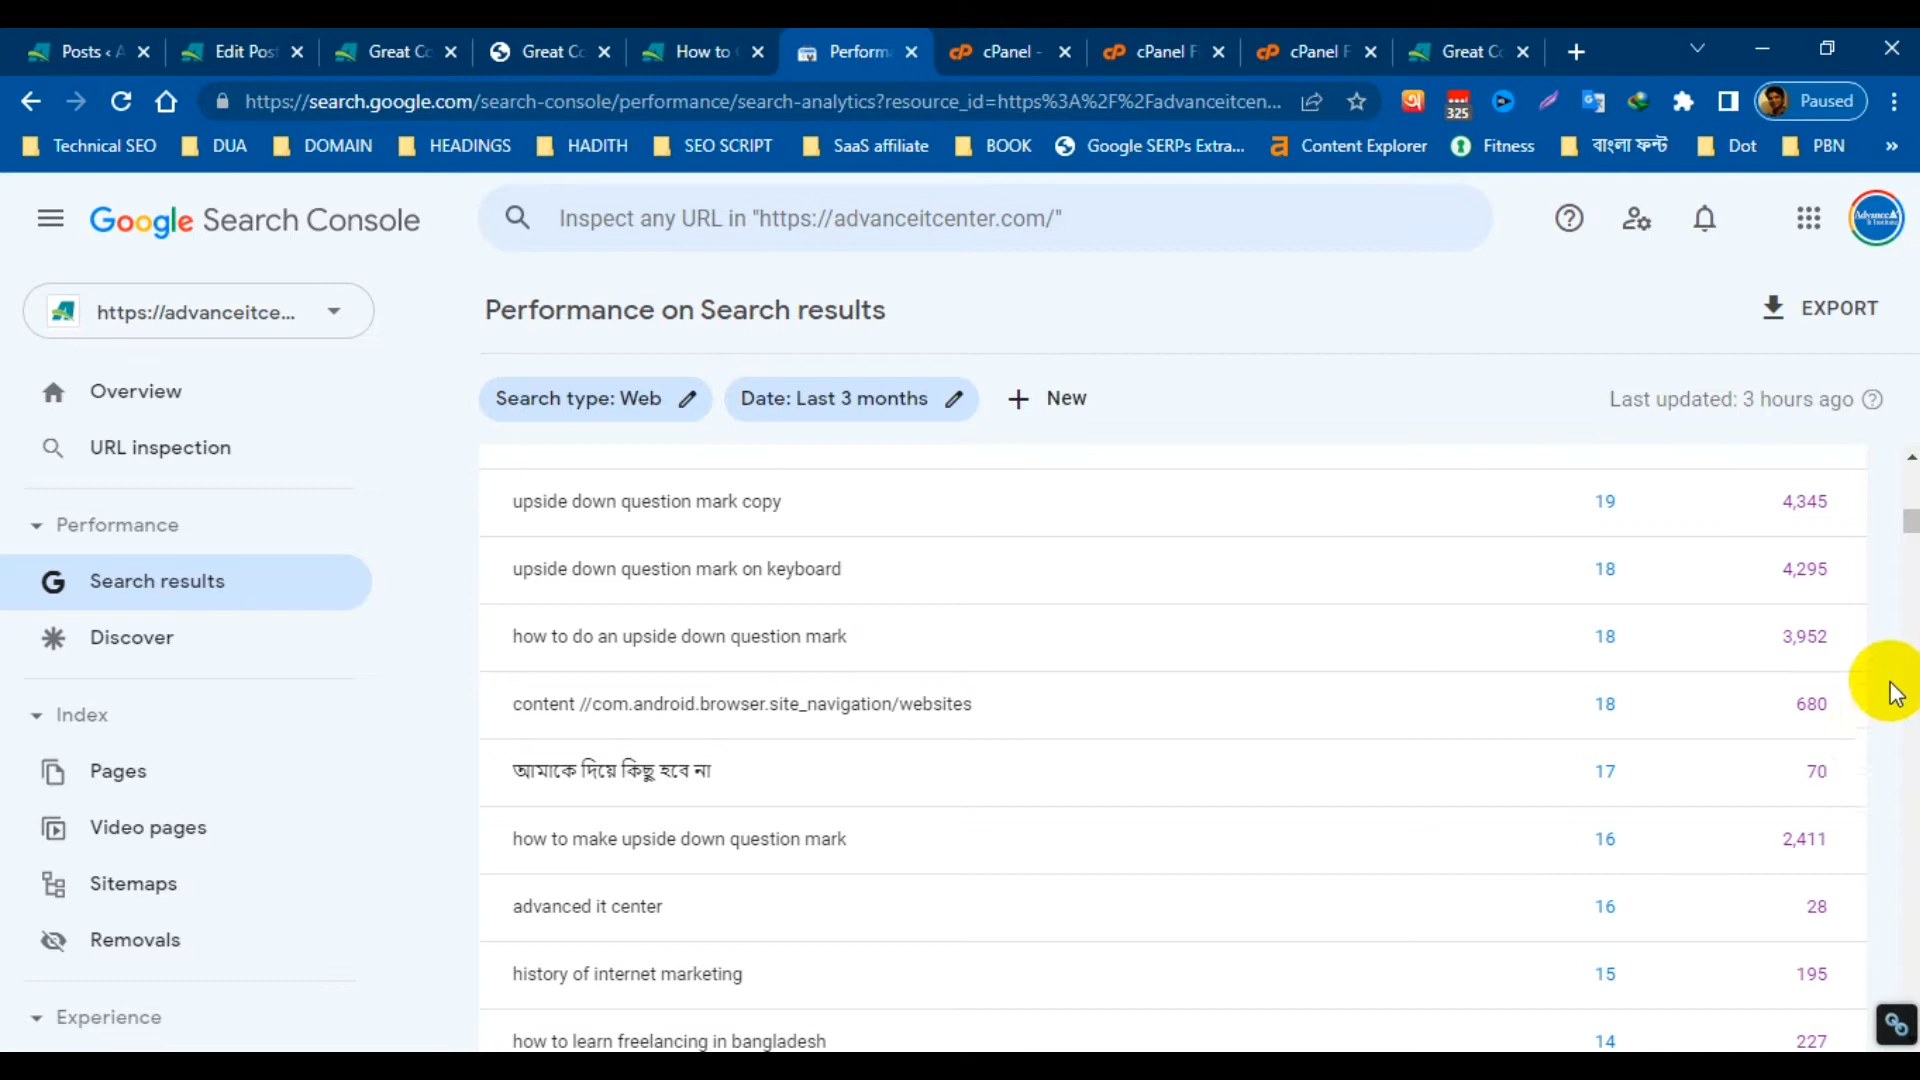 Posts ‹ A
Edit Pos
Great Co
Great Co
How to
Perform
cPanel -
cPanel F
cPanel F
Great Co
https://search.google.com/search-console/performance/search-analytics?resource_id=https%3A%2F%2Fadvanceitcen...
325
Paused
Technical SEO
DUA
DOMAIN
HEADINGS
HADITH
SEO SCRIPT
SaaS affiliate
BOOK
Google SERPs Extra...
Content Explorer
Fitness
বাংলা ফন্ট
Dot
PBN
»
Google Search Console
Inspect any URL in "https://advanceitcenter.com/"
https://advanceitce...
Performance on Search results
EXPORT
Search type: Web
Date: Last 3 months
New
Last updated: 3 hours ago
Overview
URL inspection
Performance
Search results
Discover
Index
Pages
Video pages
Sitemaps
Removals
Experience
upside down question mark copy 19 4,345
upside down question mark on keyboard 18 4,295
how to do an upside down question mark 18 3,952
content //com.android.browser.site_navigation/websites 18 680
আমাকে দিয়ে কিছু হবে না 17 70
how to make upside down question mark 16 2,411
advanced it center 16 28
history of internet marketing 15 195
how to learn freelancing in bangladesh 14 227